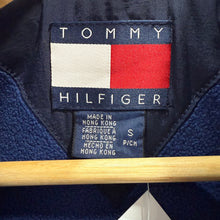 TOMMY
HILFIGER
MADE IN
HONG KONG
FABRIQUÉ A
HONG KONG
HECHO EN
HONG KONG
S
P/CH